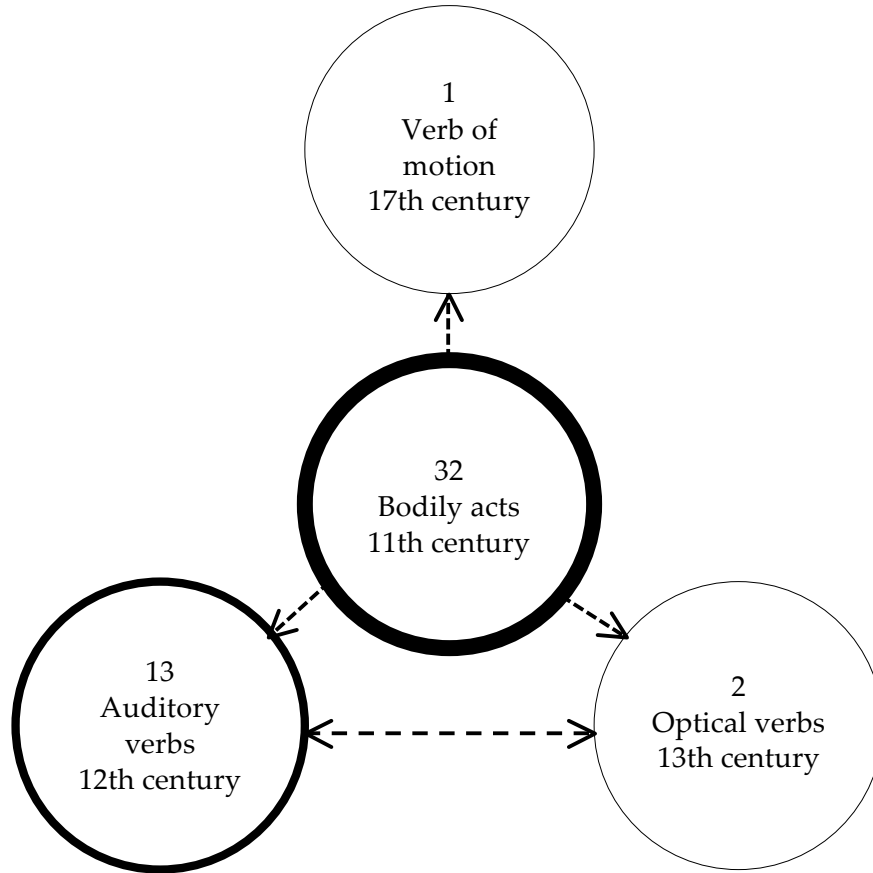 1
Verb of
motion
17th century
32
Bodily acts
11th century
13
Auditory
verbs
12th century
2
Optical verbs
13th century